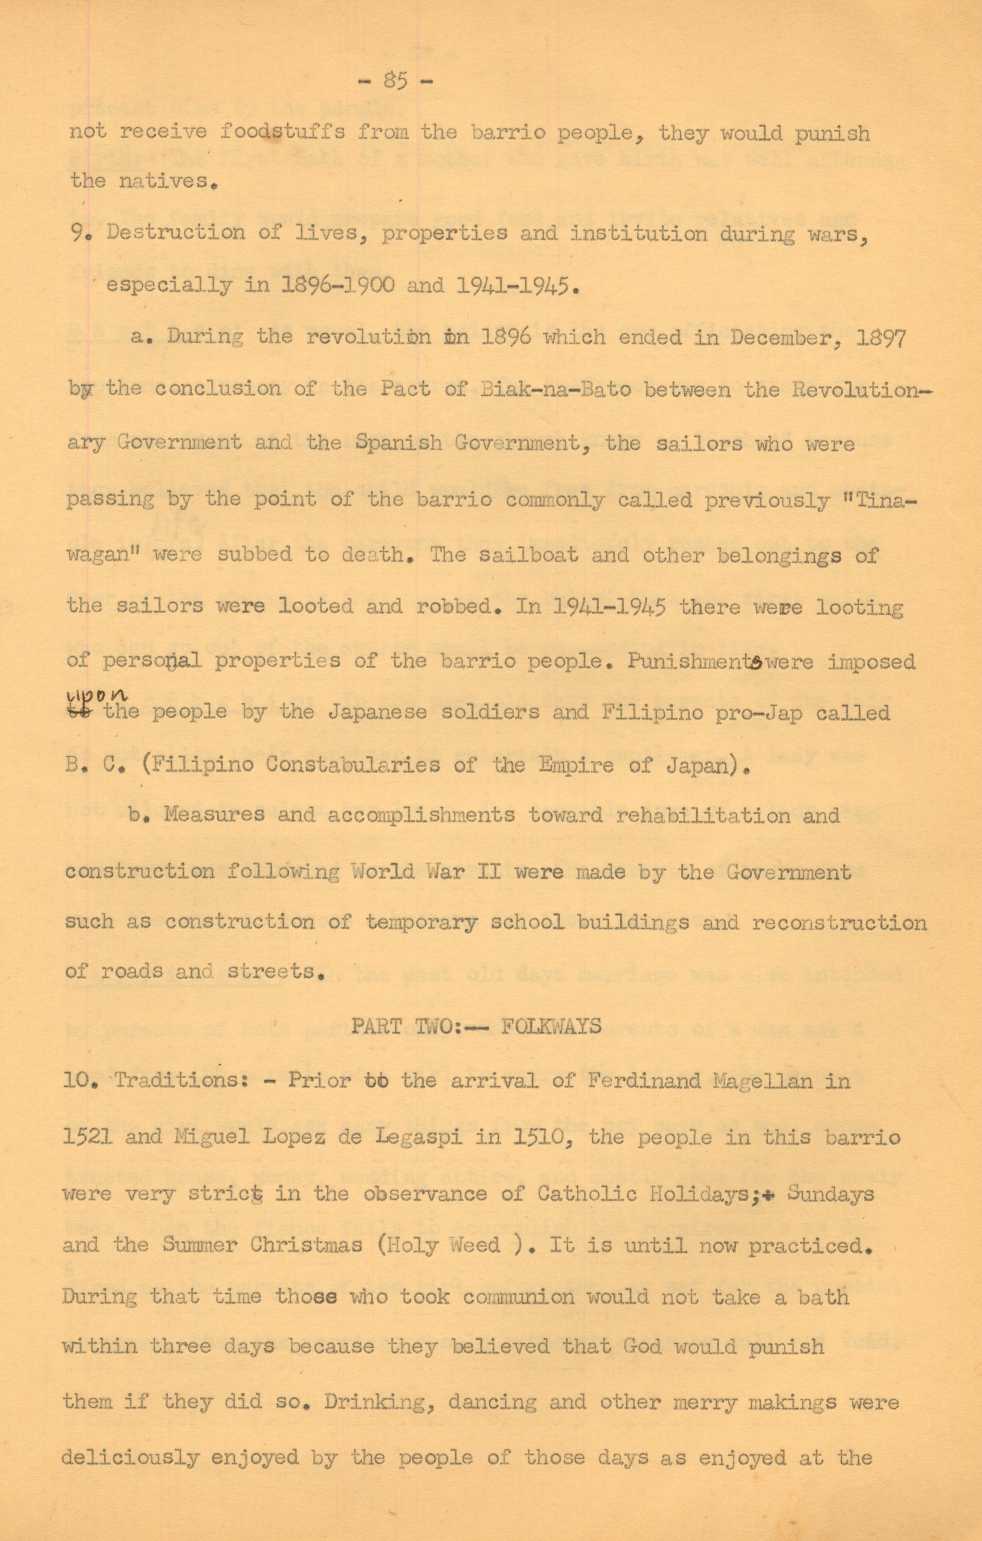 - 85 -
not receive foodstuffs from the barrio people, they would punish
the natives.
9. Destruction of lives, properties and institution during wars,
especially in 1896-1900 and 1941-1945.
a. During the revolution in 1896 which ended in December, 1897
by the conclusion of the Pact of Biak-na-Bato between the Revolution-
ary Government and the Spanish Government, the sailors who were
passing by the point of the barrio commonly called previously "Tina-
wagan" were subbed to death. The sailboat and other belongings of
the sailors were looted and robbed. In 1941-1945 there were looting
of personal properties of the barrio people. Punishments were imposed
upon the people by the Japanese soldiers and Filipino pro-Jap called
B. C. (Filipino Constabularies of the Empire of Japan).
b. Measures and accomplishments toward rehabilitation and
construction following World War II were made by the Government
such as construction of temporary school buildings and reconstruction
of roads and streets.
PART TWO:-- FOLKWAYS
10. Traditions: - Prior to the arrival of Ferdinand Magellan in
1521 and Miguel Lopez de Legaspi in 1510, the people in this barrio
were very strict in the observance of Catholic Holidays; Sundays
and the Summer Christmas (Holy Weed ). It is until now practiced.
During that time those who took communion would not take a bath
within three days because they believed that God would punish
them if they did so. Drinking, dancing and other merry makings were
deliciously enjoyed by the people of those days as enjoyed at the